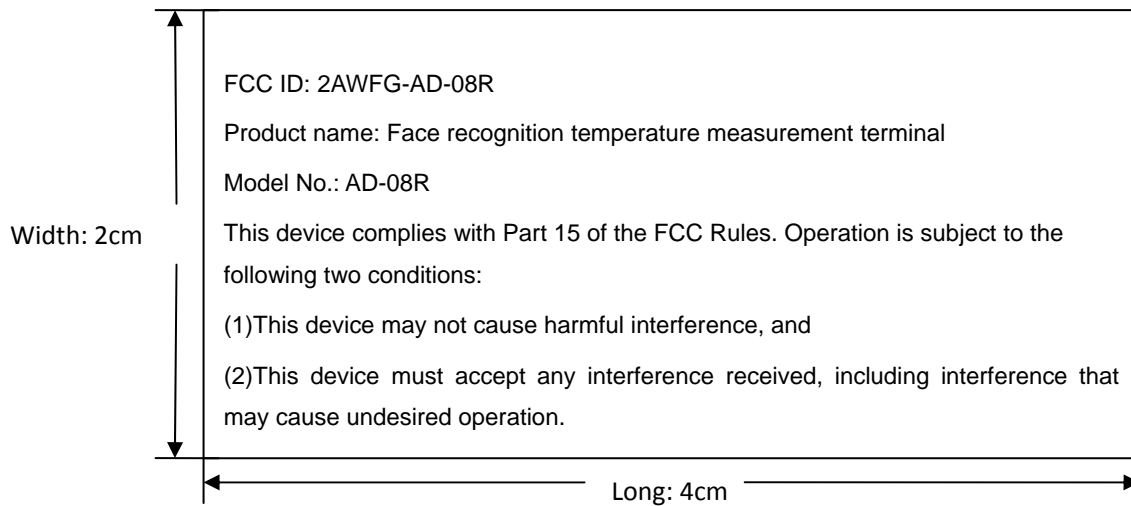 FCC ID: 2AWFG-AD-08R
Product name: Face recognition temperature measurement terminal
Model No.: AD-08R
Width: 2cm
This device complies with Part 15 of the FCC Rules. Operation is subject to the
following two conditions:
(1)This device may not cause harmful interference, and
(2)This device must accept any interference received, including interference that
may cause undesired operation.
Long: 4cm